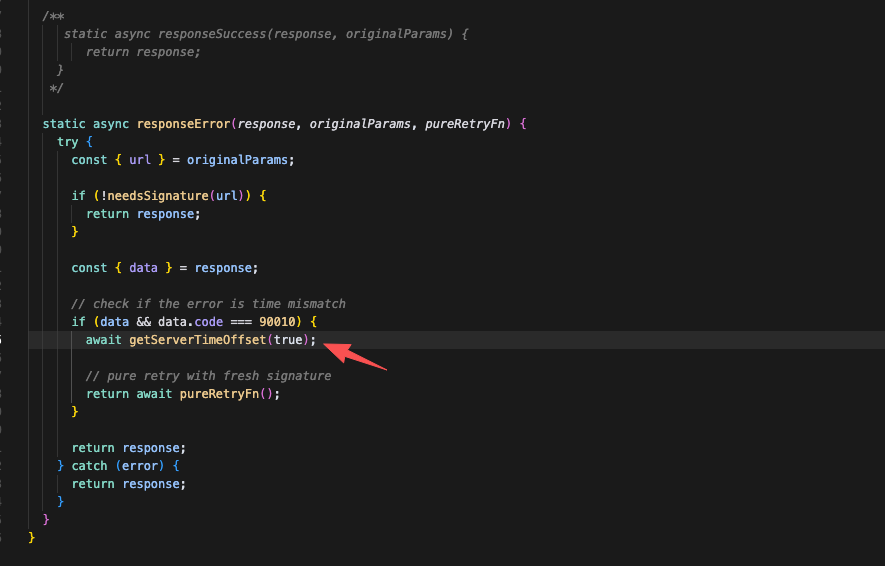 /**
static async responseSuccess(response, originalParams) {
return response;
}
*/
static async responseError(response, originalParams, pureRetryFn) {
try {
const { url } = originalParams;
if (!needsSignature(url)) {
return response;
}
const { data } = response;
// check if the error is time mismatch
if (data && data.code === 90010) {
await getServerTimeOffset(true);
// pure retry with fresh signature
return await pureRetryFn();
}
return response;
} catch (error) {
return response;
}
}
}